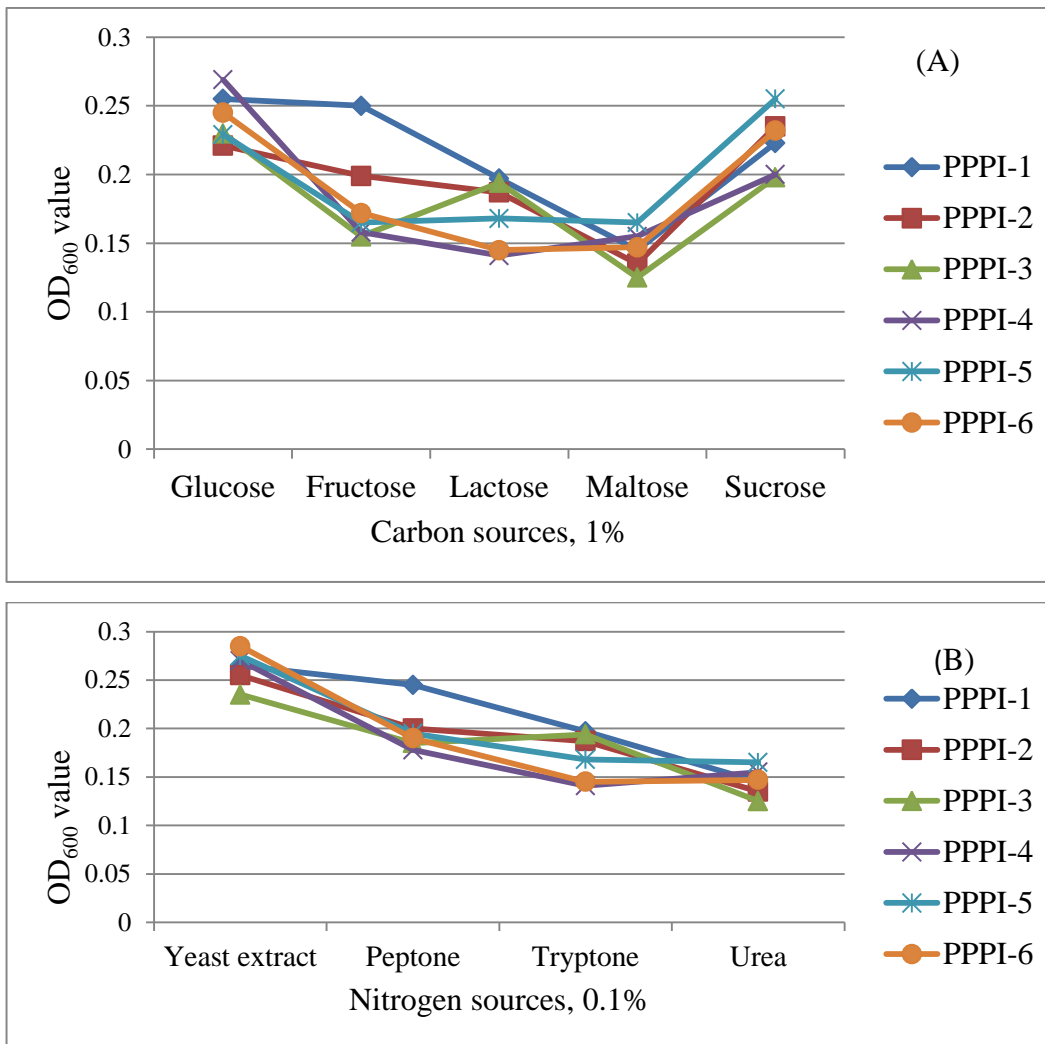 (A)
0.3
0.25
0.2
0.15
0.1
0.05
0
OD600 value
Glucose Fructose Lactose Maltose Sucrose
Carbon sources, 1%
PPPI-1
PPPI-2
PPPI-3
PPPI-4
PPPI-5
PPPI-6
(B)
0.3
0.25
0.2
0.15
0.1
0.05
0
OD600 value
Yeast extract Peptone Tryptone Urea
Nitrogen sources, 0.1%
PPPI-1
PPPI-2
PPPI-3
PPPI-4
PPPI-5
PPPI-6